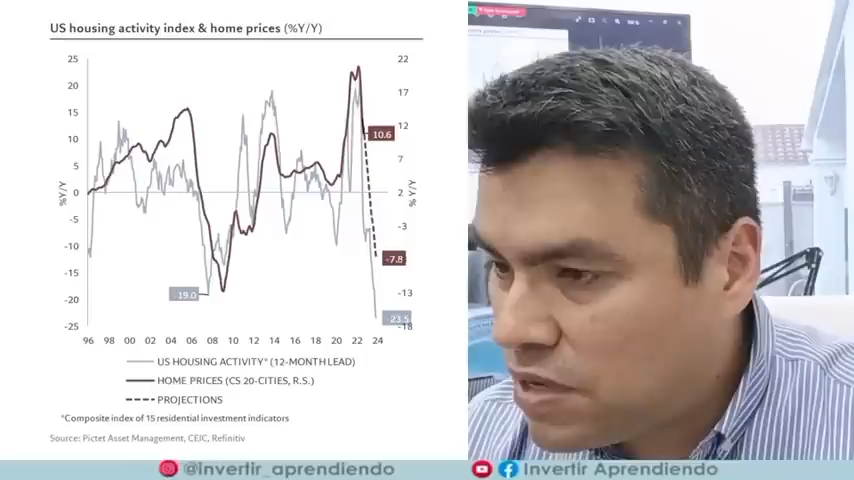 US housing activity index & home prices (%Y/Y)
25
20
15
10
5
0
-5
-10
-15
-20
-25
%Y/Y
22
17
12
7
2
-3
-13
-18
% Y/Y
10.6
-7.8
-19.0
-23.5
96 98 00 02 04 06 08 10 12 14 16 18 20 22 24
US HOUSING ACTIVITY* (12-MONTH LEAD)
HOME PRICES (CS 20-CITIES, R.S.)
PROJECTIONS
*Composite index of 15 residential investment indicators
Source: Pictet Asset Management, CEIC, Refinitiv
@invertir_aprendiendo
Invertir Aprendiendo